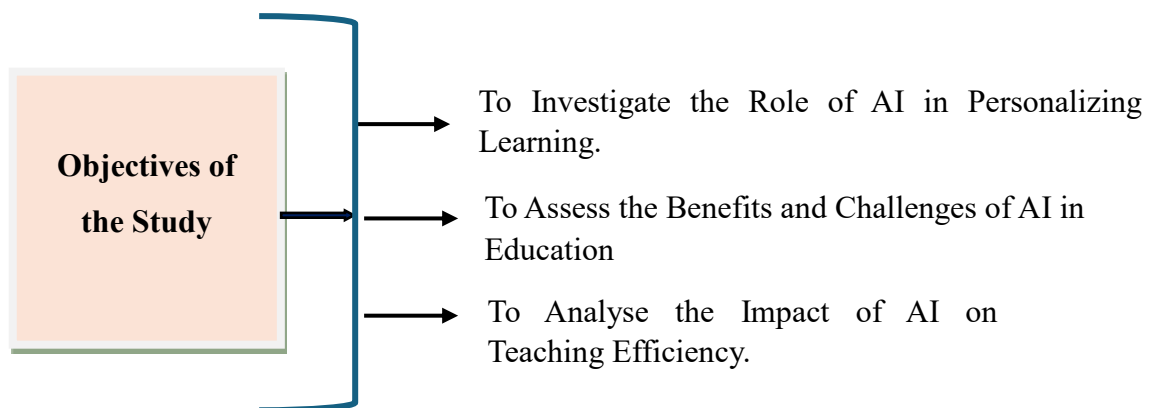 Objectives of
the Study
To Investigate the Role of AI in Personalizing
Learning.
To Assess the Benefits and Challenges of AI in
Education
To Analyse the Impact of AI on
Teaching Efficiency.